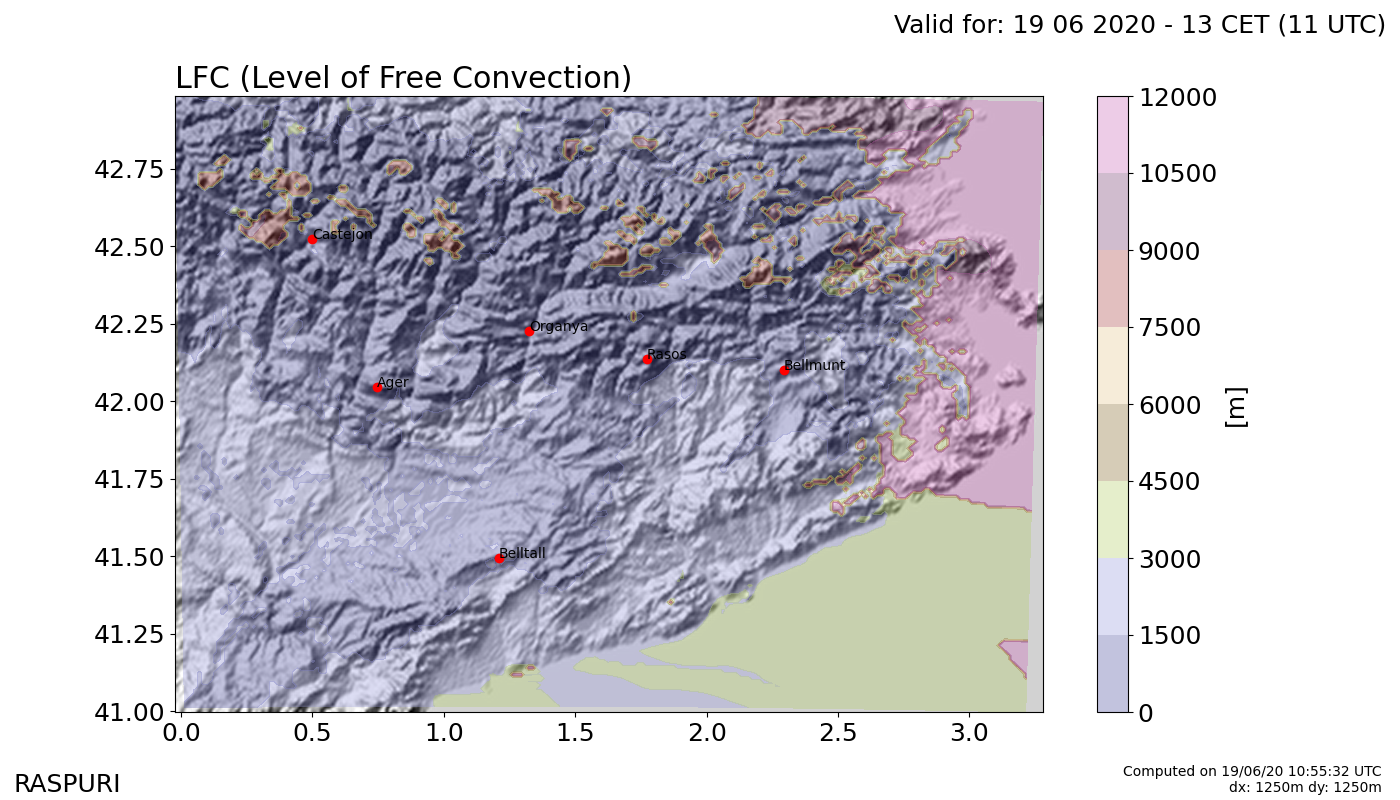 Valid for: 19 06 2020 - 13 CET (11 UTC)
LFC (Level of Free Convection)
12000
10500
9000
7500
6000
4500
3000
1500
0
[m]
42.75
42.50
42.25
42.00
41.75
41.50
41.25
41.00
Castejon
Organya
Rasos
Bellmunt
Ager
Belltall
0.0 0.5 1.0 1.5 2.0 2.5 3.0
RASPURI
Computed on 19/06/20 10:55:32 UTC
dx: 1250m dy: 1250m